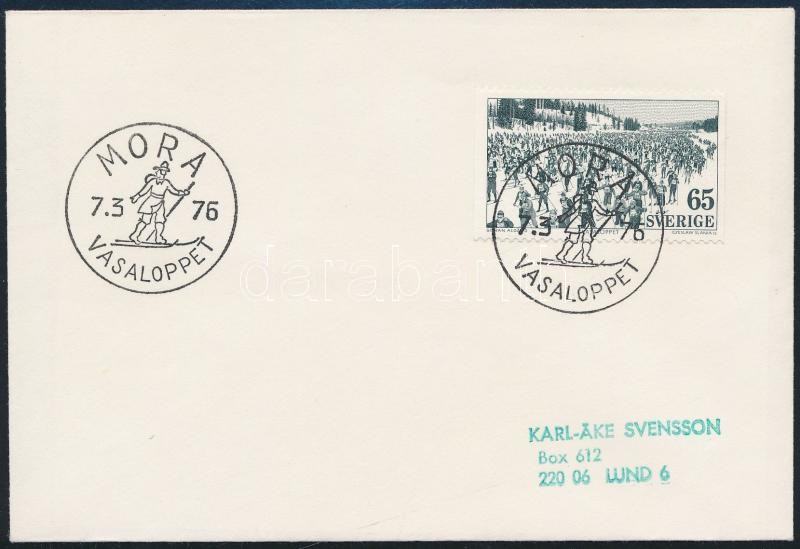 MORA
7.3 76
VASALOPPET
65
SVERIGE
MORA
7.3 76
VASALOPPET
KARL-ÅKE SVENSSON
Box 612
220 06 LUND 6